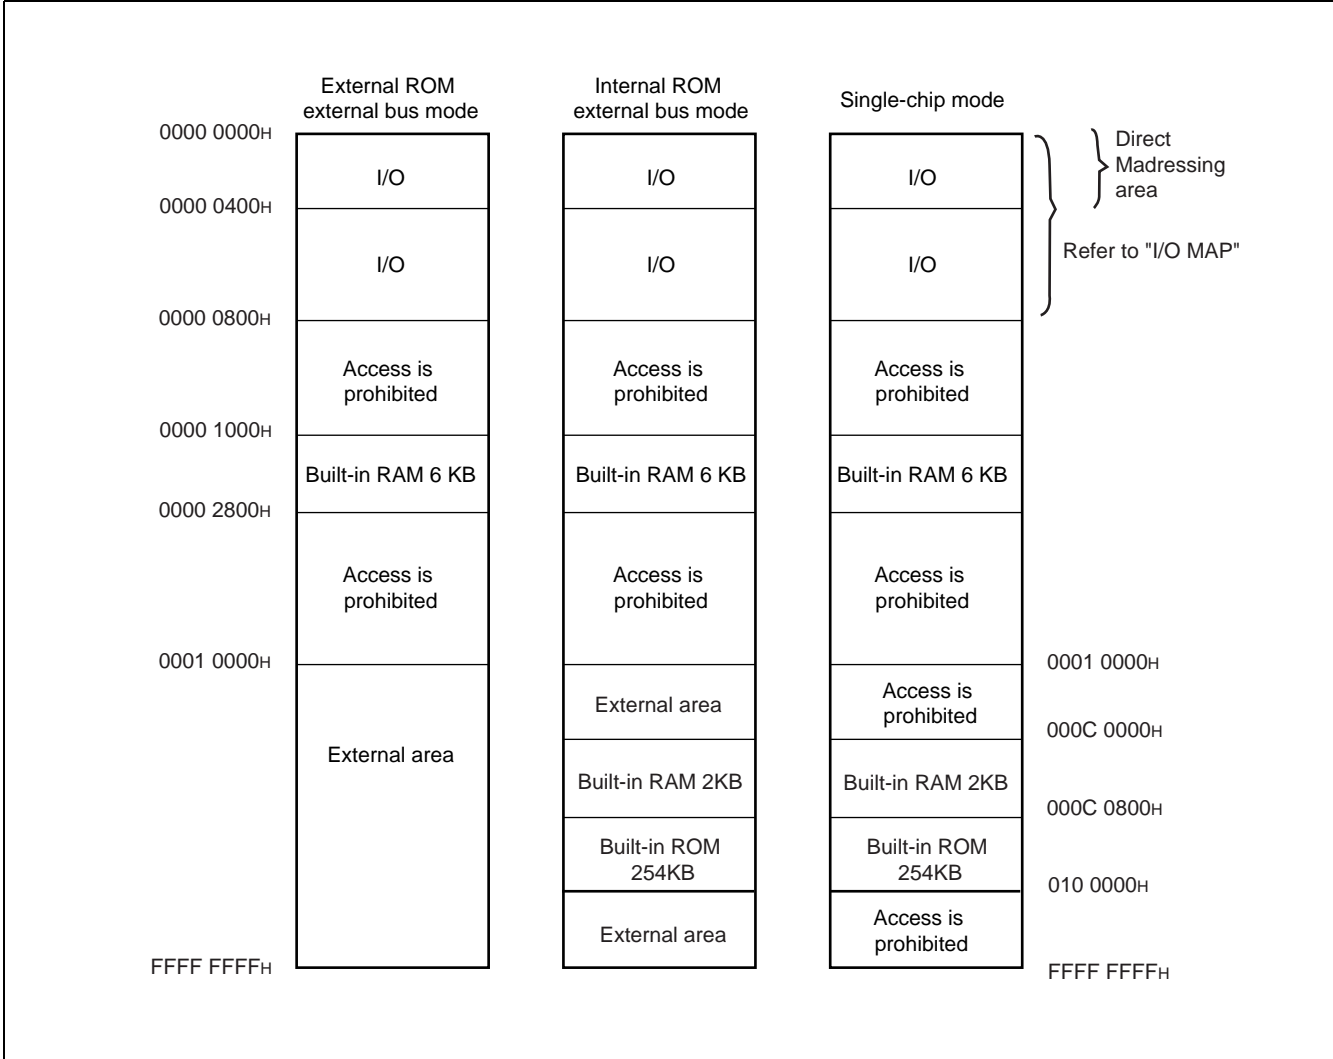 External ROM
external bus mode
Internal ROM
external bus mode
Single-chip mode
0000 0000H
I/O
I/O
I/O
Direct
Madressing
area
0000 0400H
I/O
I/O
I/O
Refer to "I/O MAP"
0000 0800H
Access is
prohibited
Access is
prohibited
Access is
prohibited
0000 1000H
Built-in RAM 6 KB
Built-in RAM 6 KB
Built-in RAM 6 KB
0000 2800H
Access is
prohibited
Access is
prohibited
Access is
prohibited
0001 0000H
0001 0000H
External area
External area
Access is
prohibited
000C 0000H
Built-in RAM 2KB
Built-in RAM 2KB
000C 0800H
Built-in ROM
254KB
Built-in ROM
254KB
010 0000H
External area
Access is
prohibited
FFFF FFFFH
FFFF FFFFH